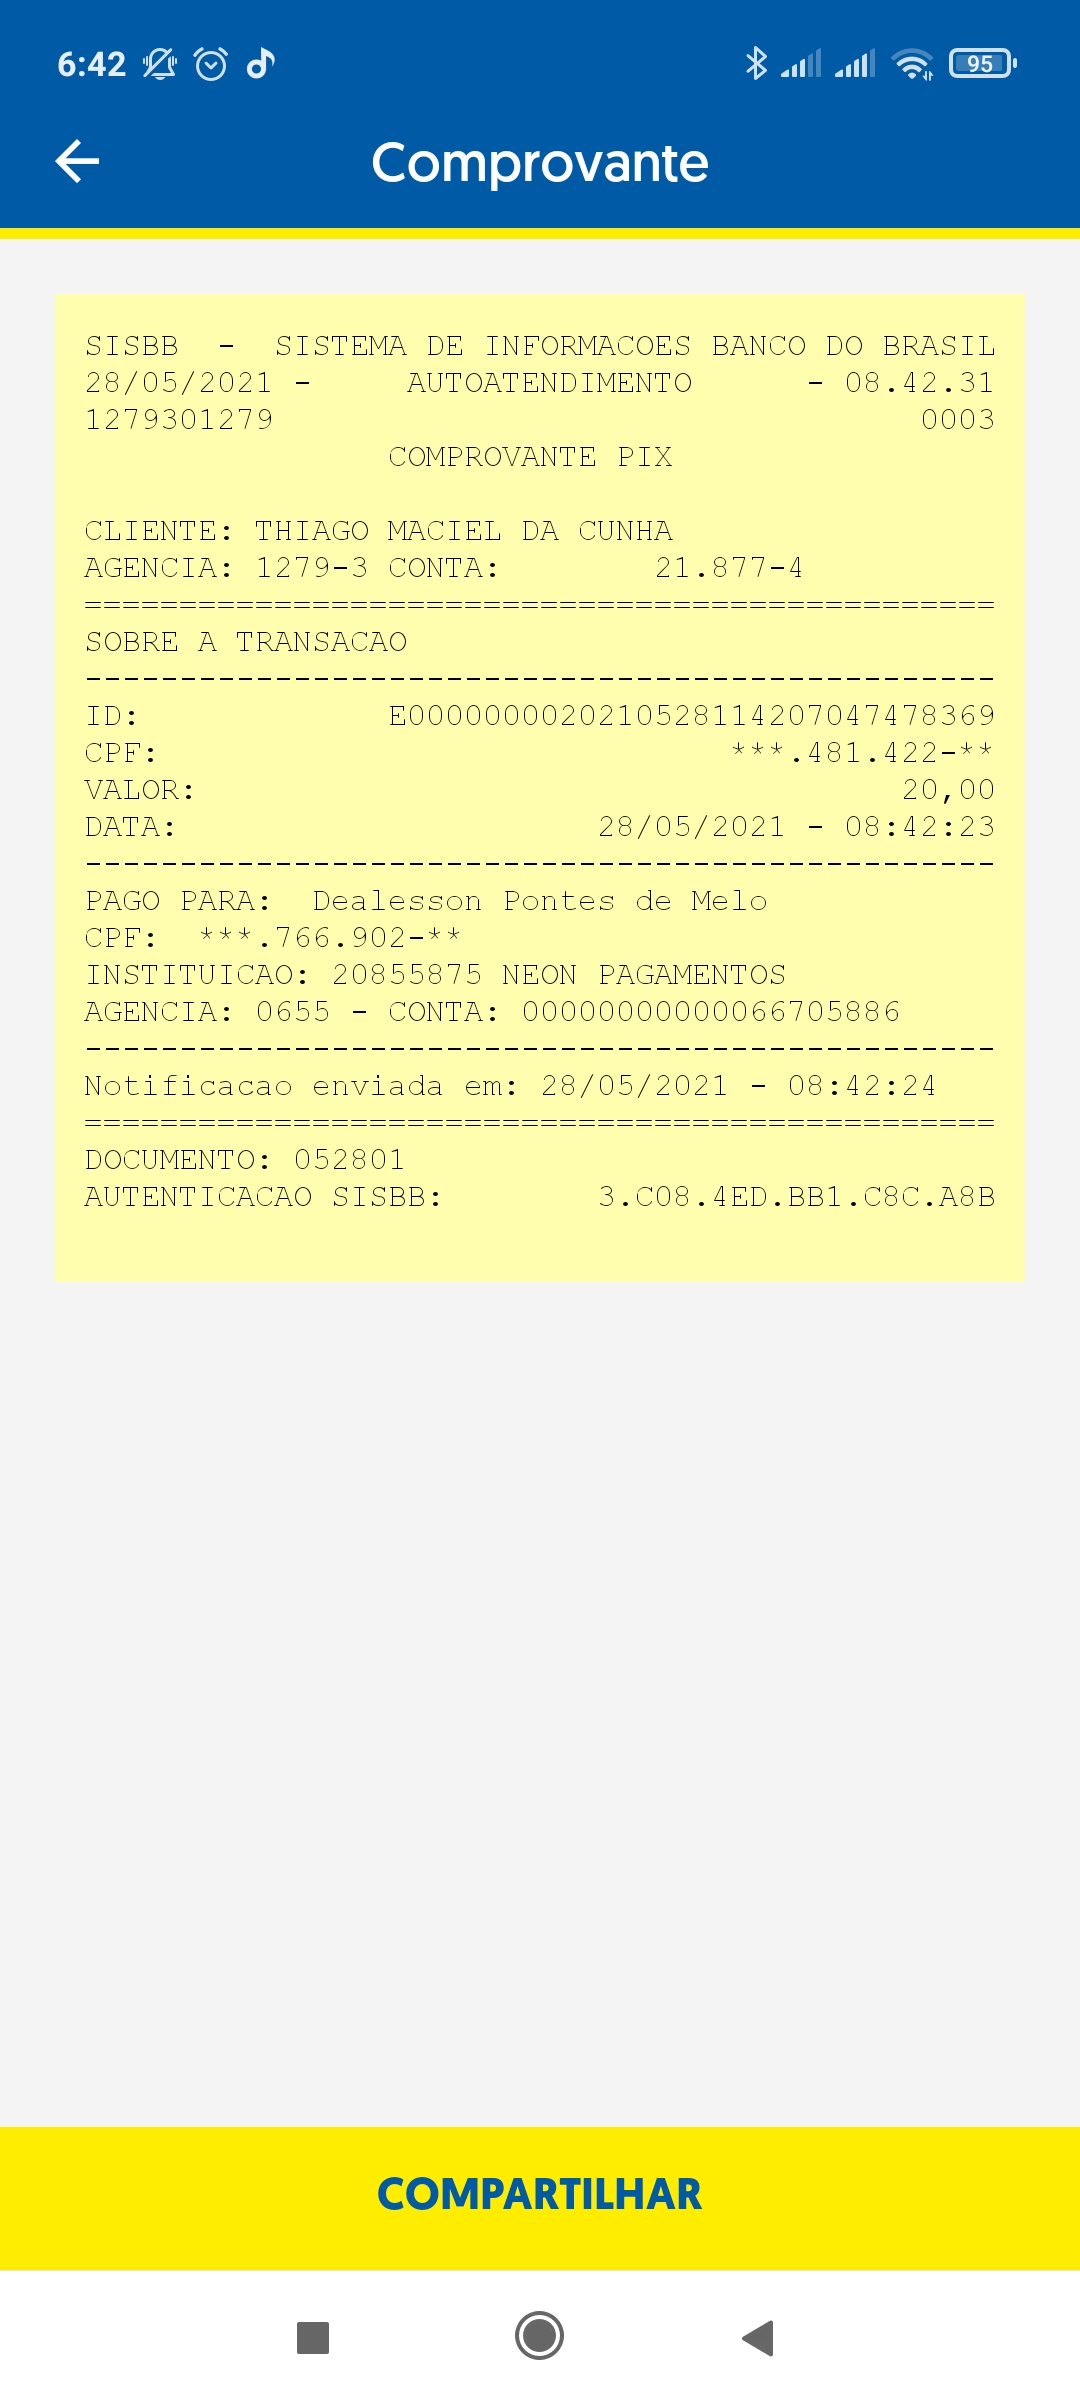 6:42
95
Comprovante
SISBB - SISTEMA DE INFORMACOES BANCO DO BRASIL
28/05/2021 - AUTOATENDIMENTO - 08.42.31
1279301279 0003
COMPROVANTE PIX
CLIENTE: THIAGO MACIEL DA CUNHA
AGENCIA: 1279-3 CONTA: 21.877-4
================================================
SOBRE A TRANSACAO
------------------------------------------------
ID: E0000000020210528114207047478369
CPF: ***.481.422-**
VALOR: 20,00
DATA: 28/05/2021 - 08:42:23
------------------------------------------------
PAGO PARA: Dealesson Pontes de Melo
CPF: ***.766.902-**
INSTITUICAO: 20855875 NEON PAGAMENTOS
AGENCIA: 0655 - CONTA: 00000000000066705886
------------------------------------------------
Notificacao enviada em: 28/05/2021 - 08:42:24
================================================
DOCUMENTO: 052801
AUTENTICACAO SISBB: 3.C08.4ED.BB1.C8C.A8B
COMPARTILHAR